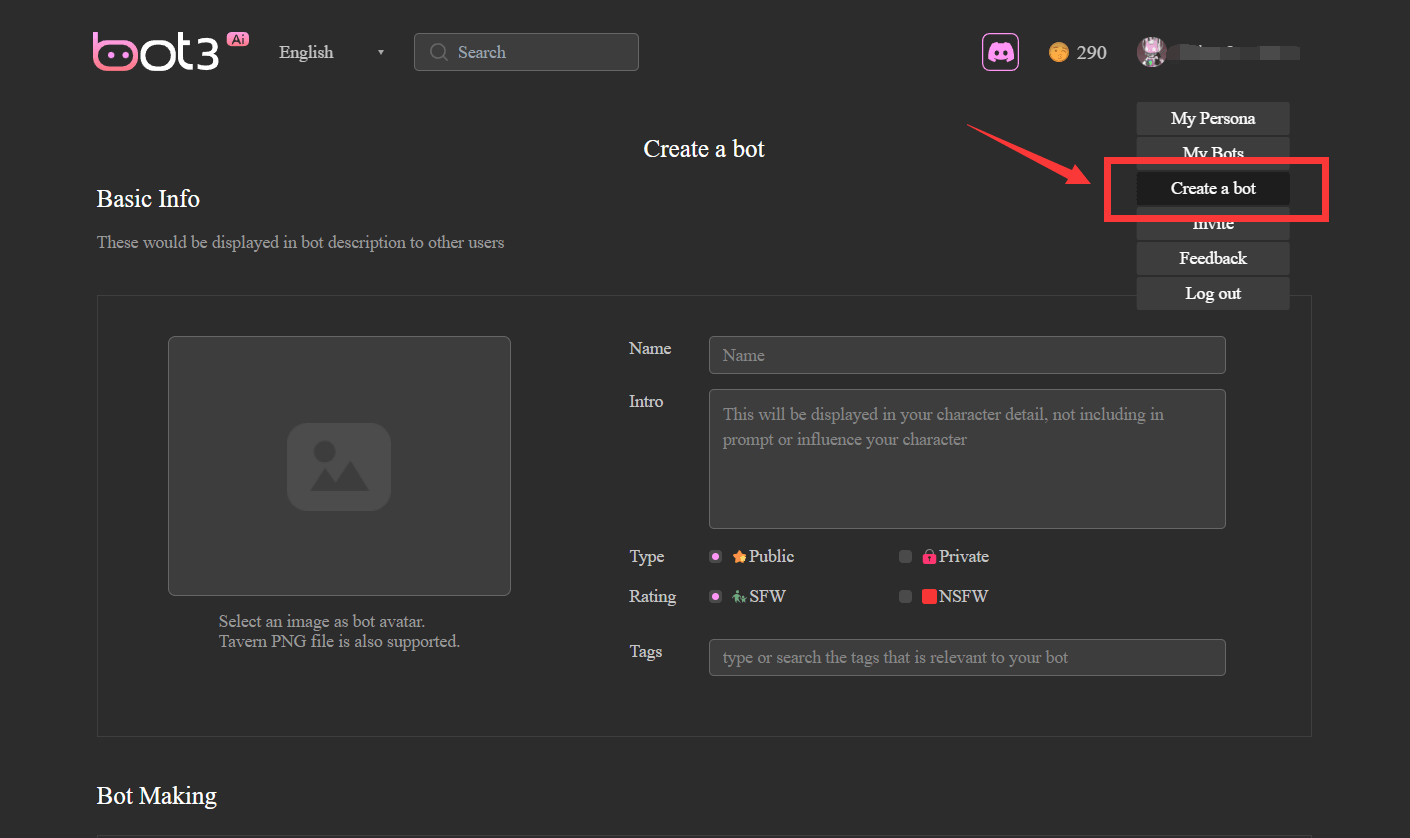 bot3 Ai
English
Search
290
My Persona
My Bots
Create a bot
Invite
Feedback
Log out
Create a bot
Basic Info
These would be displayed in bot description to other users
Select an image as bot avatar.
Tavern PNG file is also supported.
Name
Name
Intro
This will be displayed in your character detail, not including in
prompt or influence your character
Type
Public
Private
Rating
SFW
NSFW
Tags
type or search the tags that is relevant to your bot
Bot Making